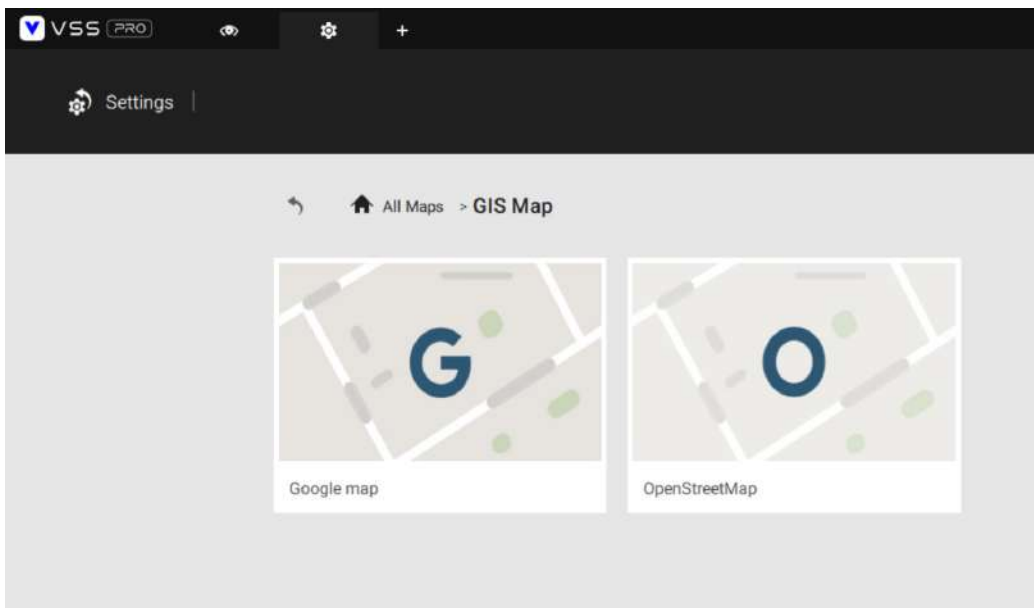 VSS PRO
+
Settings
All Maps > GIS Map
G
O
Google map
OpenStreetMap